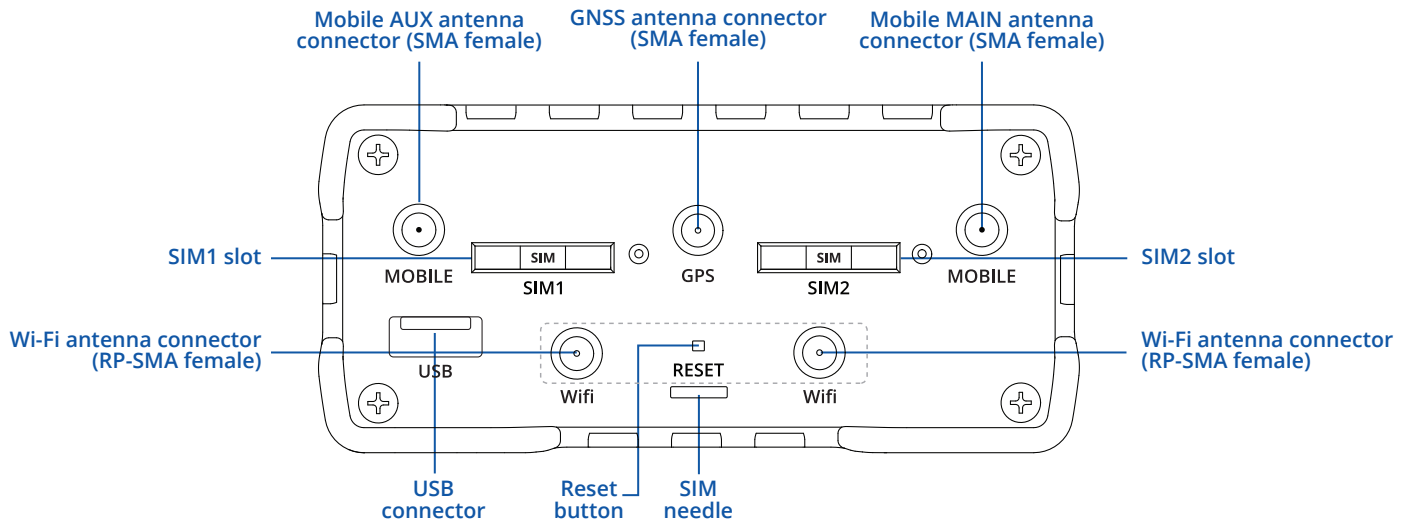 Mobile AUX antenna
connector (SMA female)
GNSS antenna connector
(SMA female)
Mobile MAIN antenna
connector (SMA female)
SIM1 slot
SIM
SIM
SIM2 slot
MOBILE
SIM1
GPS
SIM2
MOBILE
Wi-Fi antenna connector
(RP-SMA female)
Wi-Fi antenna connector
(RP-SMA female)
USB
RESET
Wifi
Wifi
USB
connector
Reset
button
SIM
needle